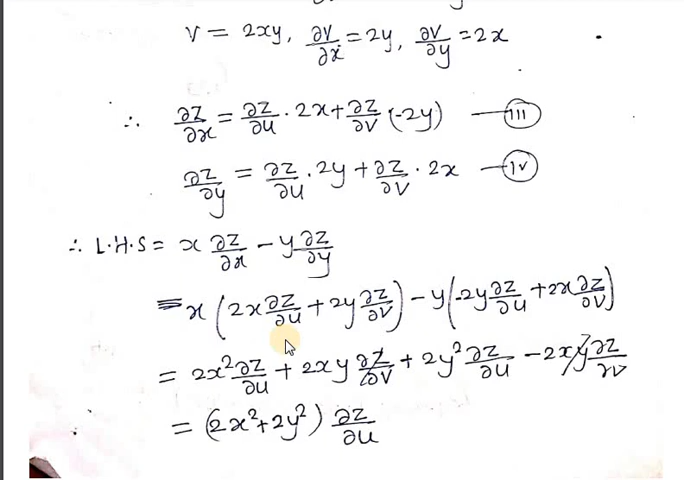 V = 2xy, ∂V/∂x = 2y, ∂V/∂y = 2x
∴ ∂z/∂x = ∂z/∂u · 2x + ∂z/∂v (-2y) — III
∂z/∂y = ∂z/∂u · 2y + ∂z/∂v · 2x — IV
∴ L.H.S = x ∂z/∂x - y ∂z/∂y
= x (2x ∂z/∂u + 2y ∂z/∂v) - y (-2y ∂z/∂u + 2x ∂z/∂v)
= 2x² ∂z/∂u + 2xy ∂z/∂v + 2y² ∂z/∂u - 2xy ∂z/∂v
= (2x² + 2y²) ∂z/∂u